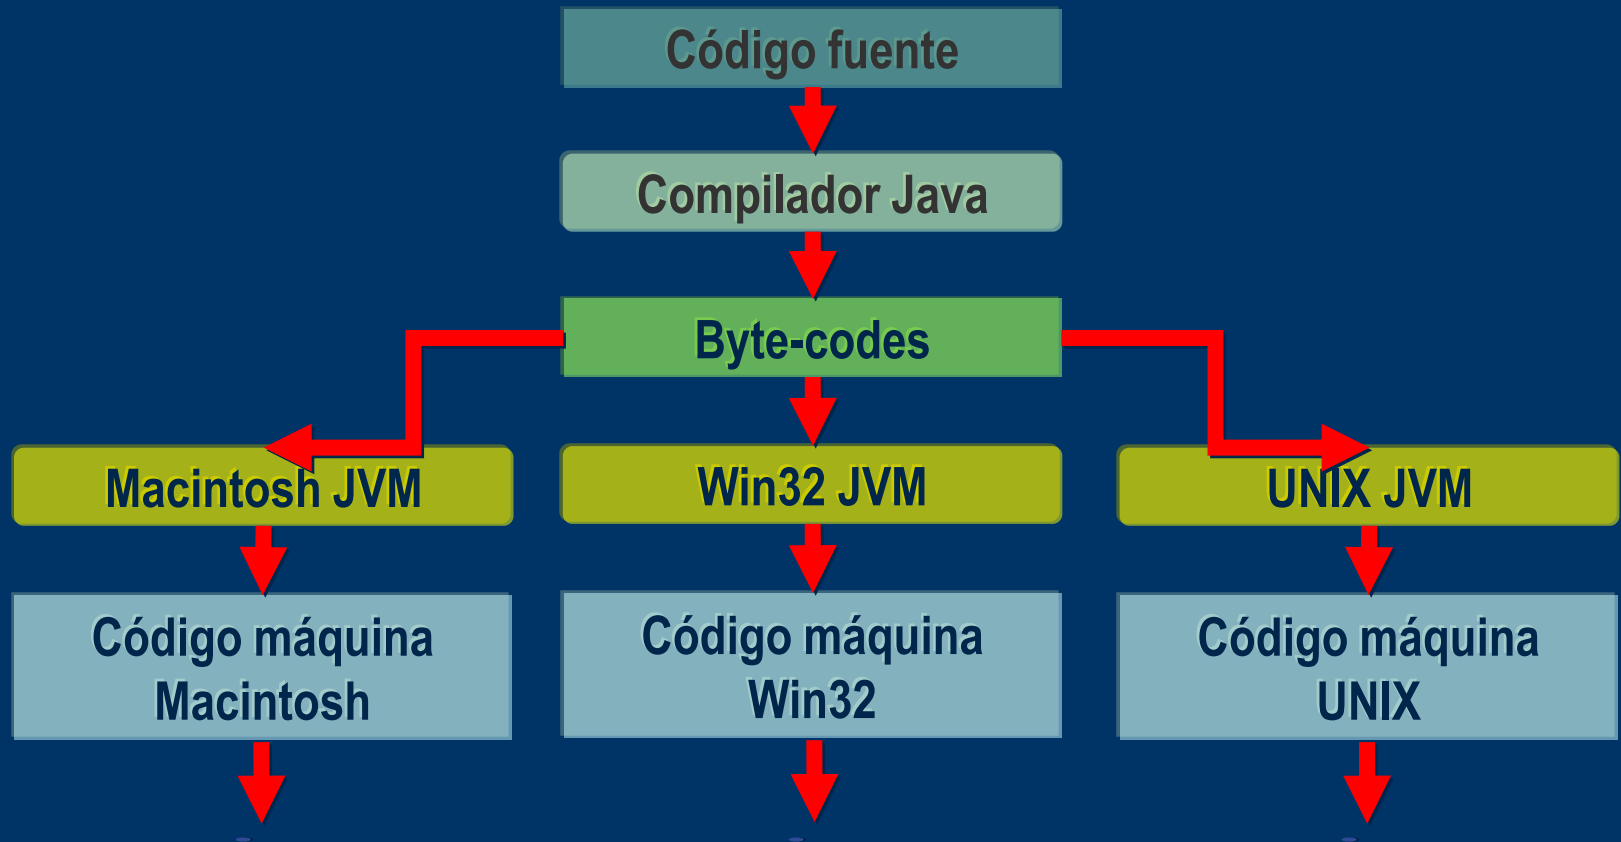 Código fuente
Compilador Java
Byte-codes
Macintosh JVM
Win32 JVM
UNIX JVM
Código máquina
Macintosh
Código máquina
Win32
Código máquina
UNIX